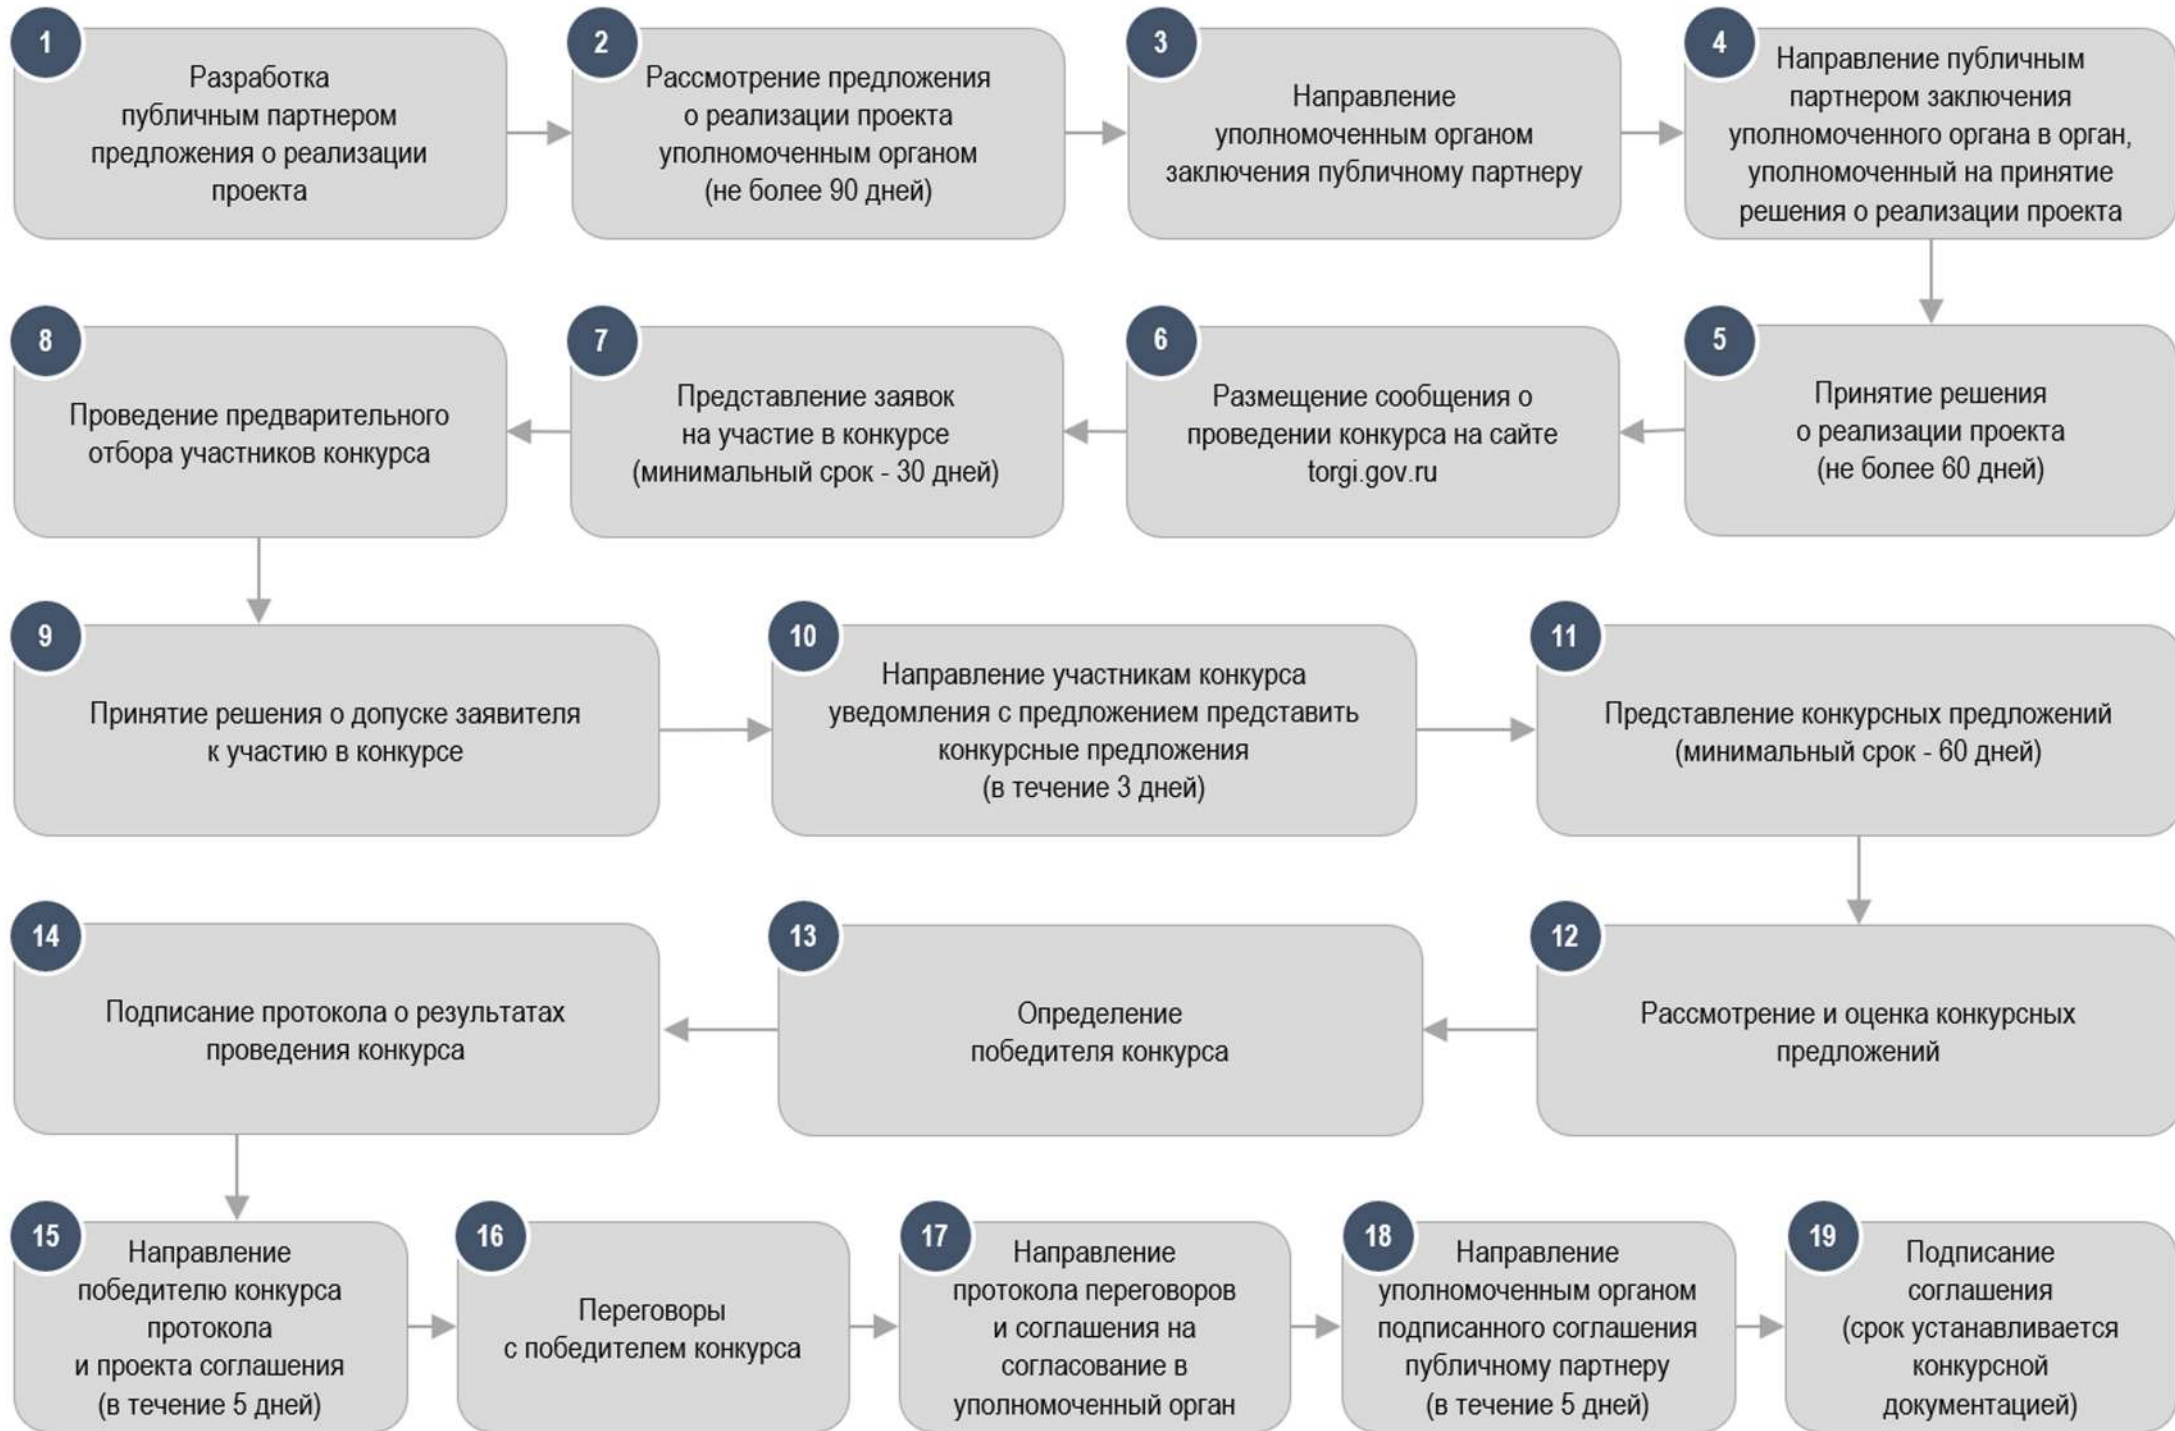 1
Разработка
публичным партнером
предложения о реализации
проекта
2
Рассмотрение предложения
о реализации проекта
уполномоченным органом
(не более 90 дней)
3
Направление
уполномоченным органом
заключения публичному партнеру
4
Направление публичным
партнером заключения
уполномоченного органа в орган,
уполномоченный на принятие
решения о реализации проекта
5
Принятие решения
о реализации проекта
(не более 60 дней)
6
Размещение сообщения о
проведении конкурса на сайте
torgi.gov.ru
7
Представление заявок
на участие в конкурсе
(минимальный срок - 30 дней)
8
Проведение предварительного
отбора участников конкурса
9
Принятие решения о допуске заявителя
к участию в конкурсе
10
Направление участникам конкурса
уведомления с предложением представить
конкурсные предложения
(в течение 3 дней)
11
Представление конкурсных предложений
(минимальный срок - 60 дней)
12
Рассмотрение и оценка конкурсных
предложений
13
Определение
победителя конкурса
14
Подписание протокола о результатах
проведения конкурса
15
Направление
победителю конкурса
протокола
и проекта соглашения
(в течение 5 дней)
16
Переговоры
с победителем конкурса
17
Направление
протокола переговоров
и соглашения на
согласование в
уполномоченный орган
18
Направление
уполномоченным органом
подписанного соглашения
публичному партнеру
(в течение 5 дней)
19
Подписание
соглашения
(срок устанавливается
конкурсной
документацией)